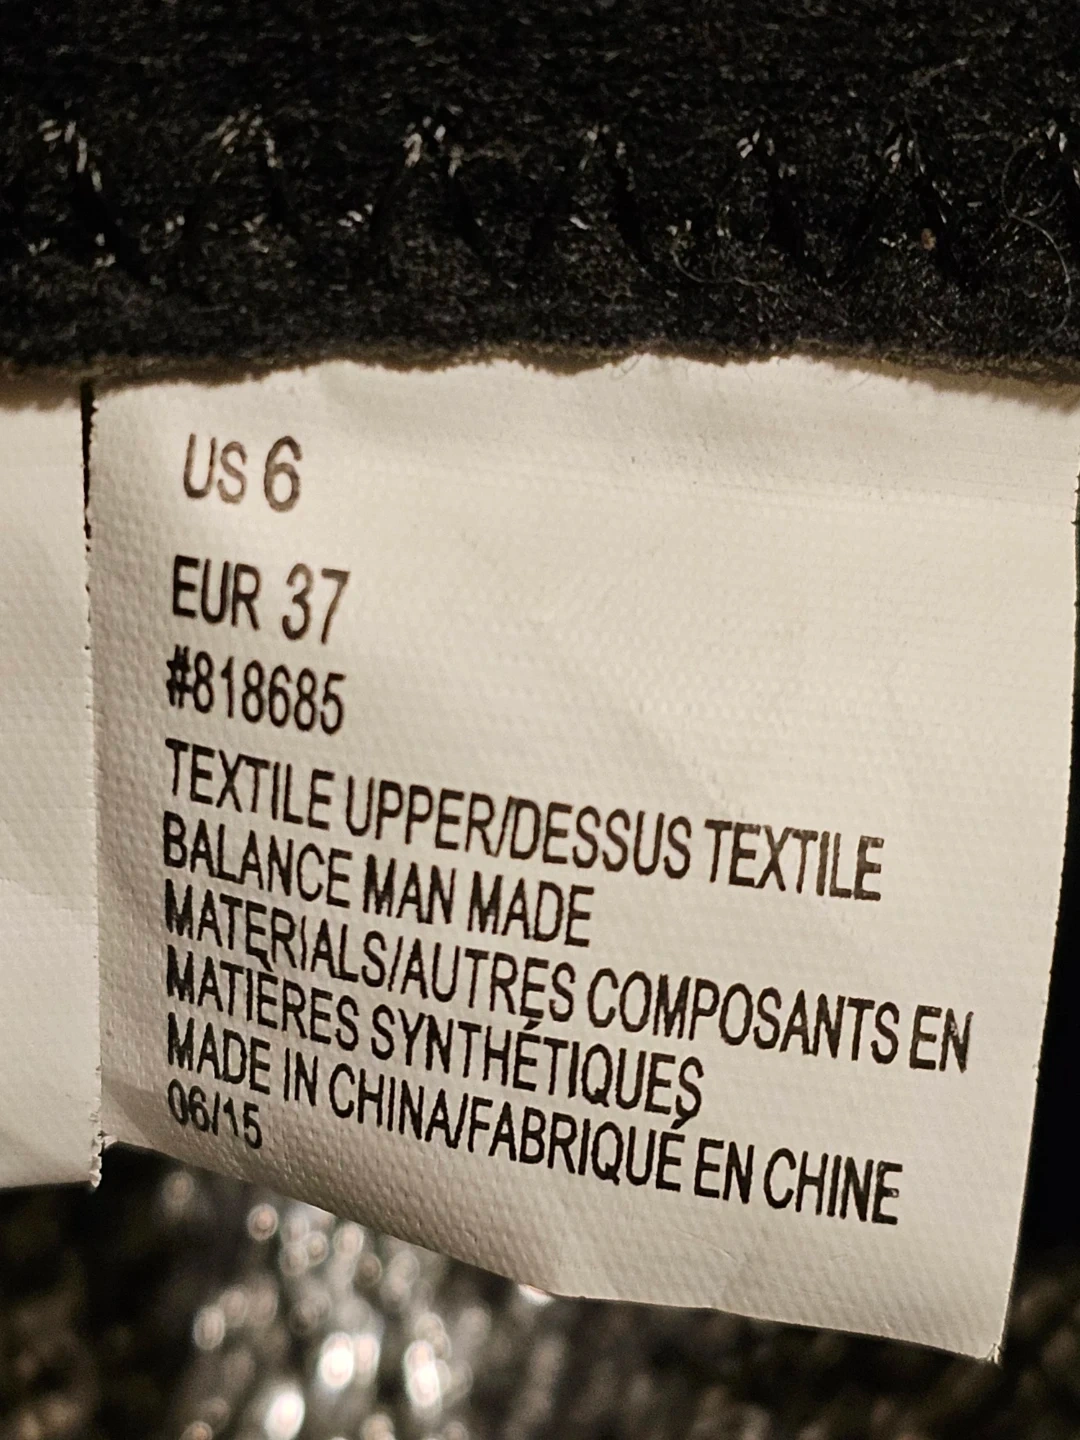 US 6
EUR 37
#818685
TEXTILE UPPER/DESSUS TEXTILE
BALANCE MAN MADE
MATERIALS/AUTRES COMPOSANTS EN
MATIÈRES SYNTHÉTIQUES
MADE IN CHINA/FABRIQUÉ EN CHINE
06/15